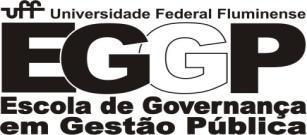 uff Universidade Federal Fluminense
EGGP
Escola de Governança
em Gestão Pública